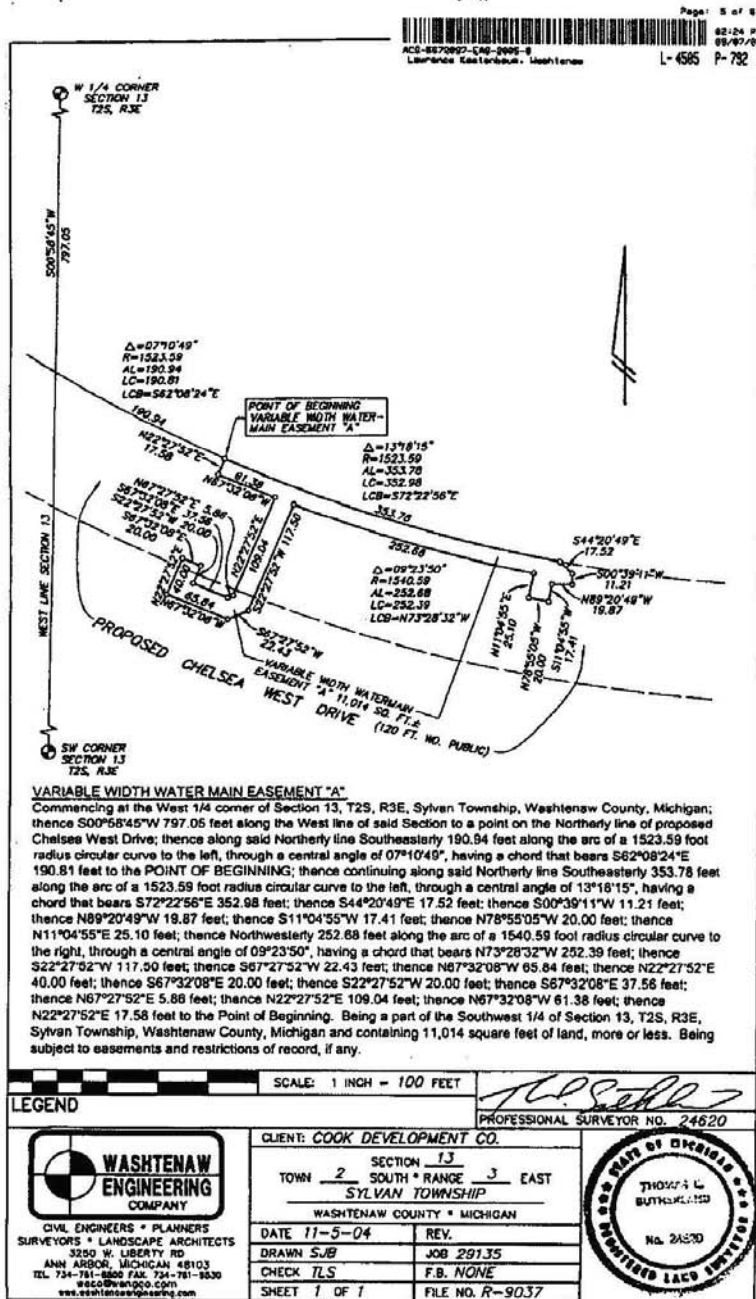 Page: 5 of 6
02:24 P
L-4505 P-792
W 1/4 CORNER
SECTION 13
T2S, R3E
S00°58'45"W
797.05
WEST LINE SECTION 13
Δ=07°10'49"
R=1523.59
AL=190.94
LC=190.81
LCB=S62°08'24"E
190.94
POINT OF BEGINNING
VARIABLE WIDTH WATER-
MAIN EASEMENT "A"
N22°27'52"E
17.58
61.38
N67°32'08"W
Δ=13°18'15"
R=1523.59
AL=353.78
LC=352.98
LCB=S72°22'56"E
353.78
N67°27'52"E 5.86
S67°32'08"E 37.56
S22°27'52"W 20.00
S67°32'08"E
20.00
N22°27'52"E
40.00
65.84
N67°32'08"W
N22°27'52"E
109.04
S22°27'52"W 117.50
S67°27'52"W
22.43
252.68
Δ=09°23'50"
R=1540.59
AL=252.68
LC=252.39
LCB=N73°28'32"W
S44°20'49"E
17.52
S00°39'11"W
11.21
N89°20'49"W
19.87
N11°04'55"E
25.10
N78°55'05"W
20.00
S11°04'55"W
17.41
PROPOSED CHELSEA WEST DRIVE (120 FT. WD. PUBLIC)
VARIABLE WIDTH WATERMAIN
EASEMENT "A" 11,014 SQ. FT.±
SW CORNER
SECTION 13
T2S, R3E
VARIABLE WIDTH WATER MAIN EASEMENT "A"
Commencing at the West 1/4 corner of Section 13, T2S, R3E, Sylvan Township, Washtenaw County, Michigan;
thence S00°58'45"W 797.05 feet along the West line of said Section to a point on the Northerly line of proposed
Chelsea West Drive; thence along said Northerly line Southeasterly 190.94 feet along the arc of a 1523.59 foot
radius circular curve to the left, through a central angle of 07°10'49", having a chord that bears S62°08'24"E
190.81 feet to the POINT OF BEGINNING; thence continuing along said Northerly line Southeasterly 353.78 feet
along the arc of a 1523.59 foot radius circular curve to the left, through a central angle of 13°18'15", having a
chord that bears S72°22'56"E 352.98 feet; thence S44°20'49"E 17.52 feet; thence S00°39'11"W 11.21 feet;
thence N89°20'49"W 19.87 feet; thence S11°04'55"W 17.41 feet; thence N78°55'05"W 20.00 feet; thence
N11°04'55"E 25.10 feet; thence Northwesterly 252.68 feet along the arc of a 1540.59 foot radius circular curve to
the right, through a central angle of 09°23'50", having a chord that bears N73°28'32"W 252.39 feet; thence
S22°27'52"W 117.50 feet; thence S67°27'52"W 22.43 feet; thence N67°32'08"W 65.84 feet; thence N22°27'52"E
40.00 feet; thence S67°32'08"E 20.00 feet; thence S22°27'52"W 20.00 feet; thence S67°32'08"E 37.56 feet;
thence N67°27'52"E 5.86 feet; thence N22°27'52"E 109.04 feet; thence N67°32'08"W 61.38 feet; thence
N22°27'52"E 17.58 feet to the Point of Beginning. Being a part of the Southwest 1/4 of Section 13, T2S, R3E,
Sylvan Township, Washtenaw County, Michigan and containing 11,014 square feet of land, more or less. Being
subject to easements and restrictions of record, if any.
SCALE: 1 INCH = 100 FEET
LEGEND
PROFESSIONAL SURVEYOR NO. 24620
WASHTENAW
ENGINEERING
COMPANY
CIVIL ENGINEERS * PLANNERS
SURVEYORS * LANDSCAPE ARCHITECTS
3250 W. LIBERTY RD
ANN ARBOR, MICHIGAN 48103
CLIENT: COOK DEVELOPMENT CO.
SECTION 13
TOWN 2 SOUTH * RANGE 3 EAST
SYLVAN TOWNSHIP
WASHTENAW COUNTY * MICHIGAN
DATE 11-5-04 REV.
DRAWN SJB JOB 29135
CHECK TLS F.B. NONE
SHEET 1 OF 1 FILE NO. R-9037
STATE OF MICHIGAN
THOMAS L.
SUTHERLAND
No. 24620
REGISTERED LAND SURVEYOR